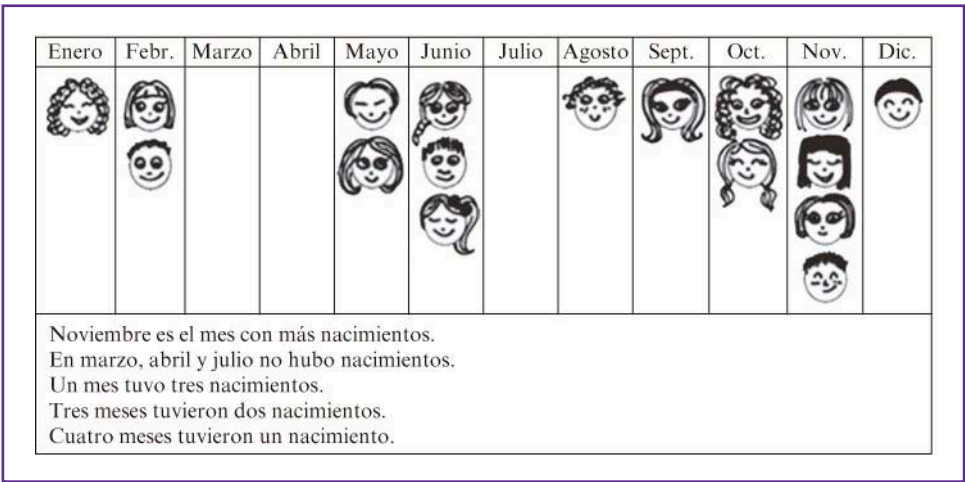 Enero Febr. Marzo Abril Mayo Junio Julio Agosto Sept. Oct. Nov. Dic.
Noviembre es el mes con más nacimientos.
En marzo, abril y julio no hubo nacimientos.
Un mes tuvo tres nacimientos.
Tres meses tuvieron dos nacimientos.
Cuatro meses tuvieron un nacimiento.